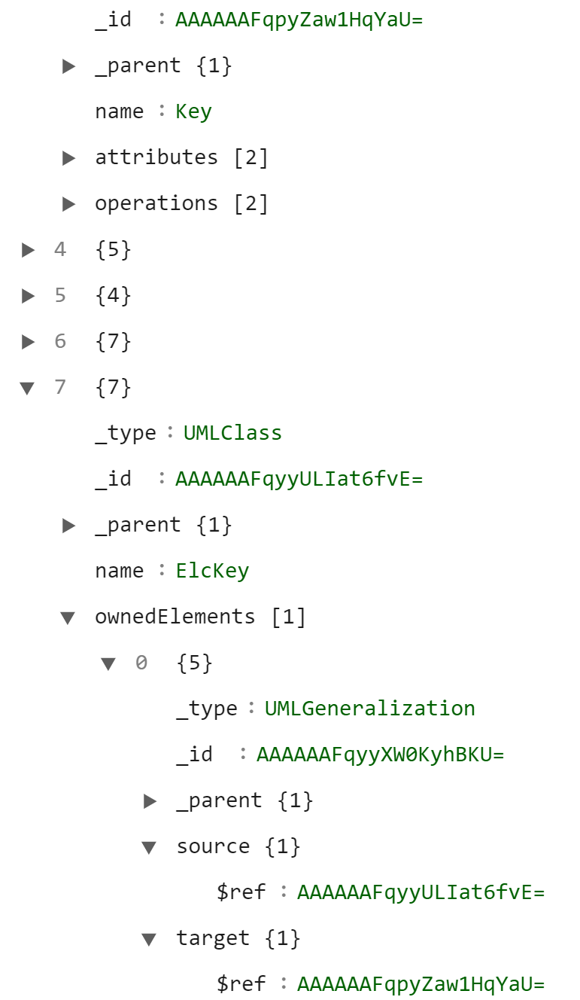 _id : AAAAAAFqpyZaw1HqYaU=
_parent {1}
name : Key
attributes [2]
operations [2]
4 {5}
5 {4}
6 {7}
7 {7}
_type : UMLClass
_id : AAAAAAFqyyULIat6fvE=
_parent {1}
name : ElcKey
ownedElements [1]
0 {5}
_type : UMLGeneralization
_id : AAAAAAFqyyXW0KyhBKU=
_parent {1}
source {1}
$ref : AAAAAAFqyyULIat6fvE=
target {1}
$ref : AAAAAAFqpyZaw1HqYaU=